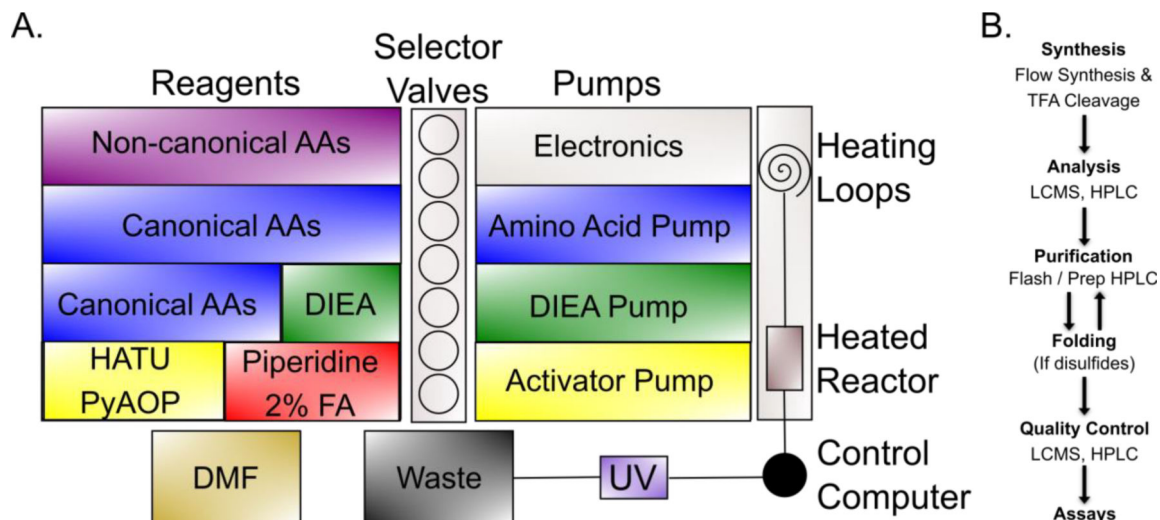 A.
Reagents
Selector
Valves
Pumps
Non-canonical AAs
Canonical AAs
Canonical AAs
DIEA
HATU
PyAOP
Piperidine
2% FA
DMF
Electronics
Amino Acid Pump
DIEA Pump
Activator Pump
Heating
Loops
Heated
Reactor
Waste
UV
Control
Computer
B.
Synthesis
Flow Synthesis &
TFA Cleavage
Analysis
LCMS, HPLC
Purification
Flash / Prep HPLC
Folding
(If disulfides)
Quality Control
LCMS, HPLC
Assays